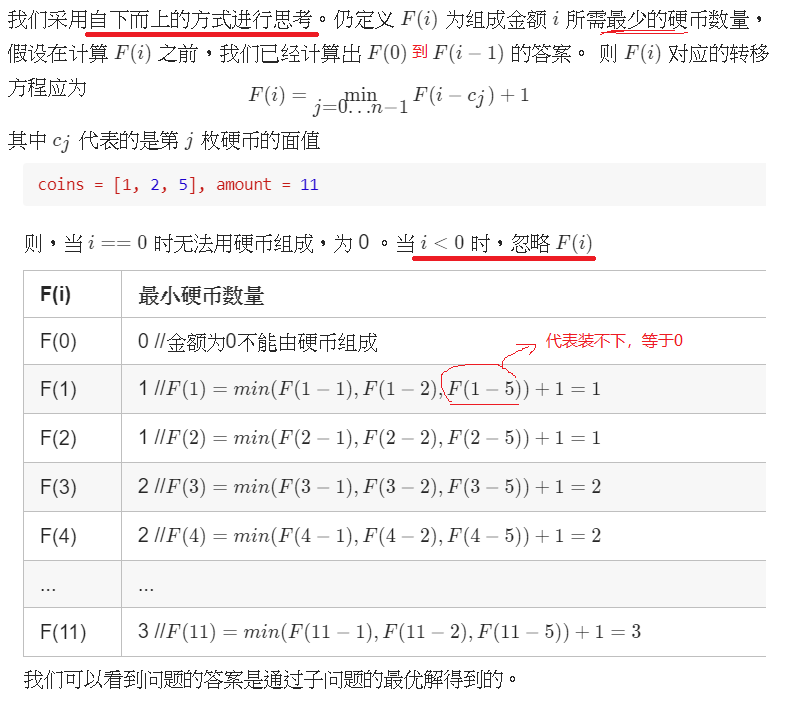 我们采用自下而上的方式进行思考。仍定义 F(i) 为组成金额 i 所需最少的硬币数量，
假设在计算 F(i) 之前，我们已经计算出 F(0) 到 F(i−1) 的答案。 则 F(i) 对应的转移
方程应为
F(i) = min_{j=0…n−1} F(i − c_j) + 1
其中 c_j 代表的是第 j 枚硬币的面值
coins = [1, 2, 5], amount = 11
则，当 i == 0 时无法用硬币组成，为 0 。当 i < 0 时，忽略 F(i)
F(i) 最小硬币数量
F(0) 0 //金额为0不能由硬币组成
代表装不下，等于0
F(1) 1 //F(1) = min(F(1 − 1), F(1 − 2), F(1 − 5)) + 1 = 1
F(2) 1 //F(2) = min(F(2 − 1), F(2 − 2), F(2 − 5)) + 1 = 1
F(3) 2 //F(3) = min(F(3 − 1), F(3 − 2), F(3 − 5)) + 1 = 2
F(4) 2 //F(4) = min(F(4 − 1), F(4 − 2), F(4 − 5)) + 1 = 2
... ...
F(11) 3 //F(11) = min(F(11 − 1), F(11 − 2), F(11 − 5)) + 1 = 3
我们可以看到问题的答案是通过子问题的最优解得到的。